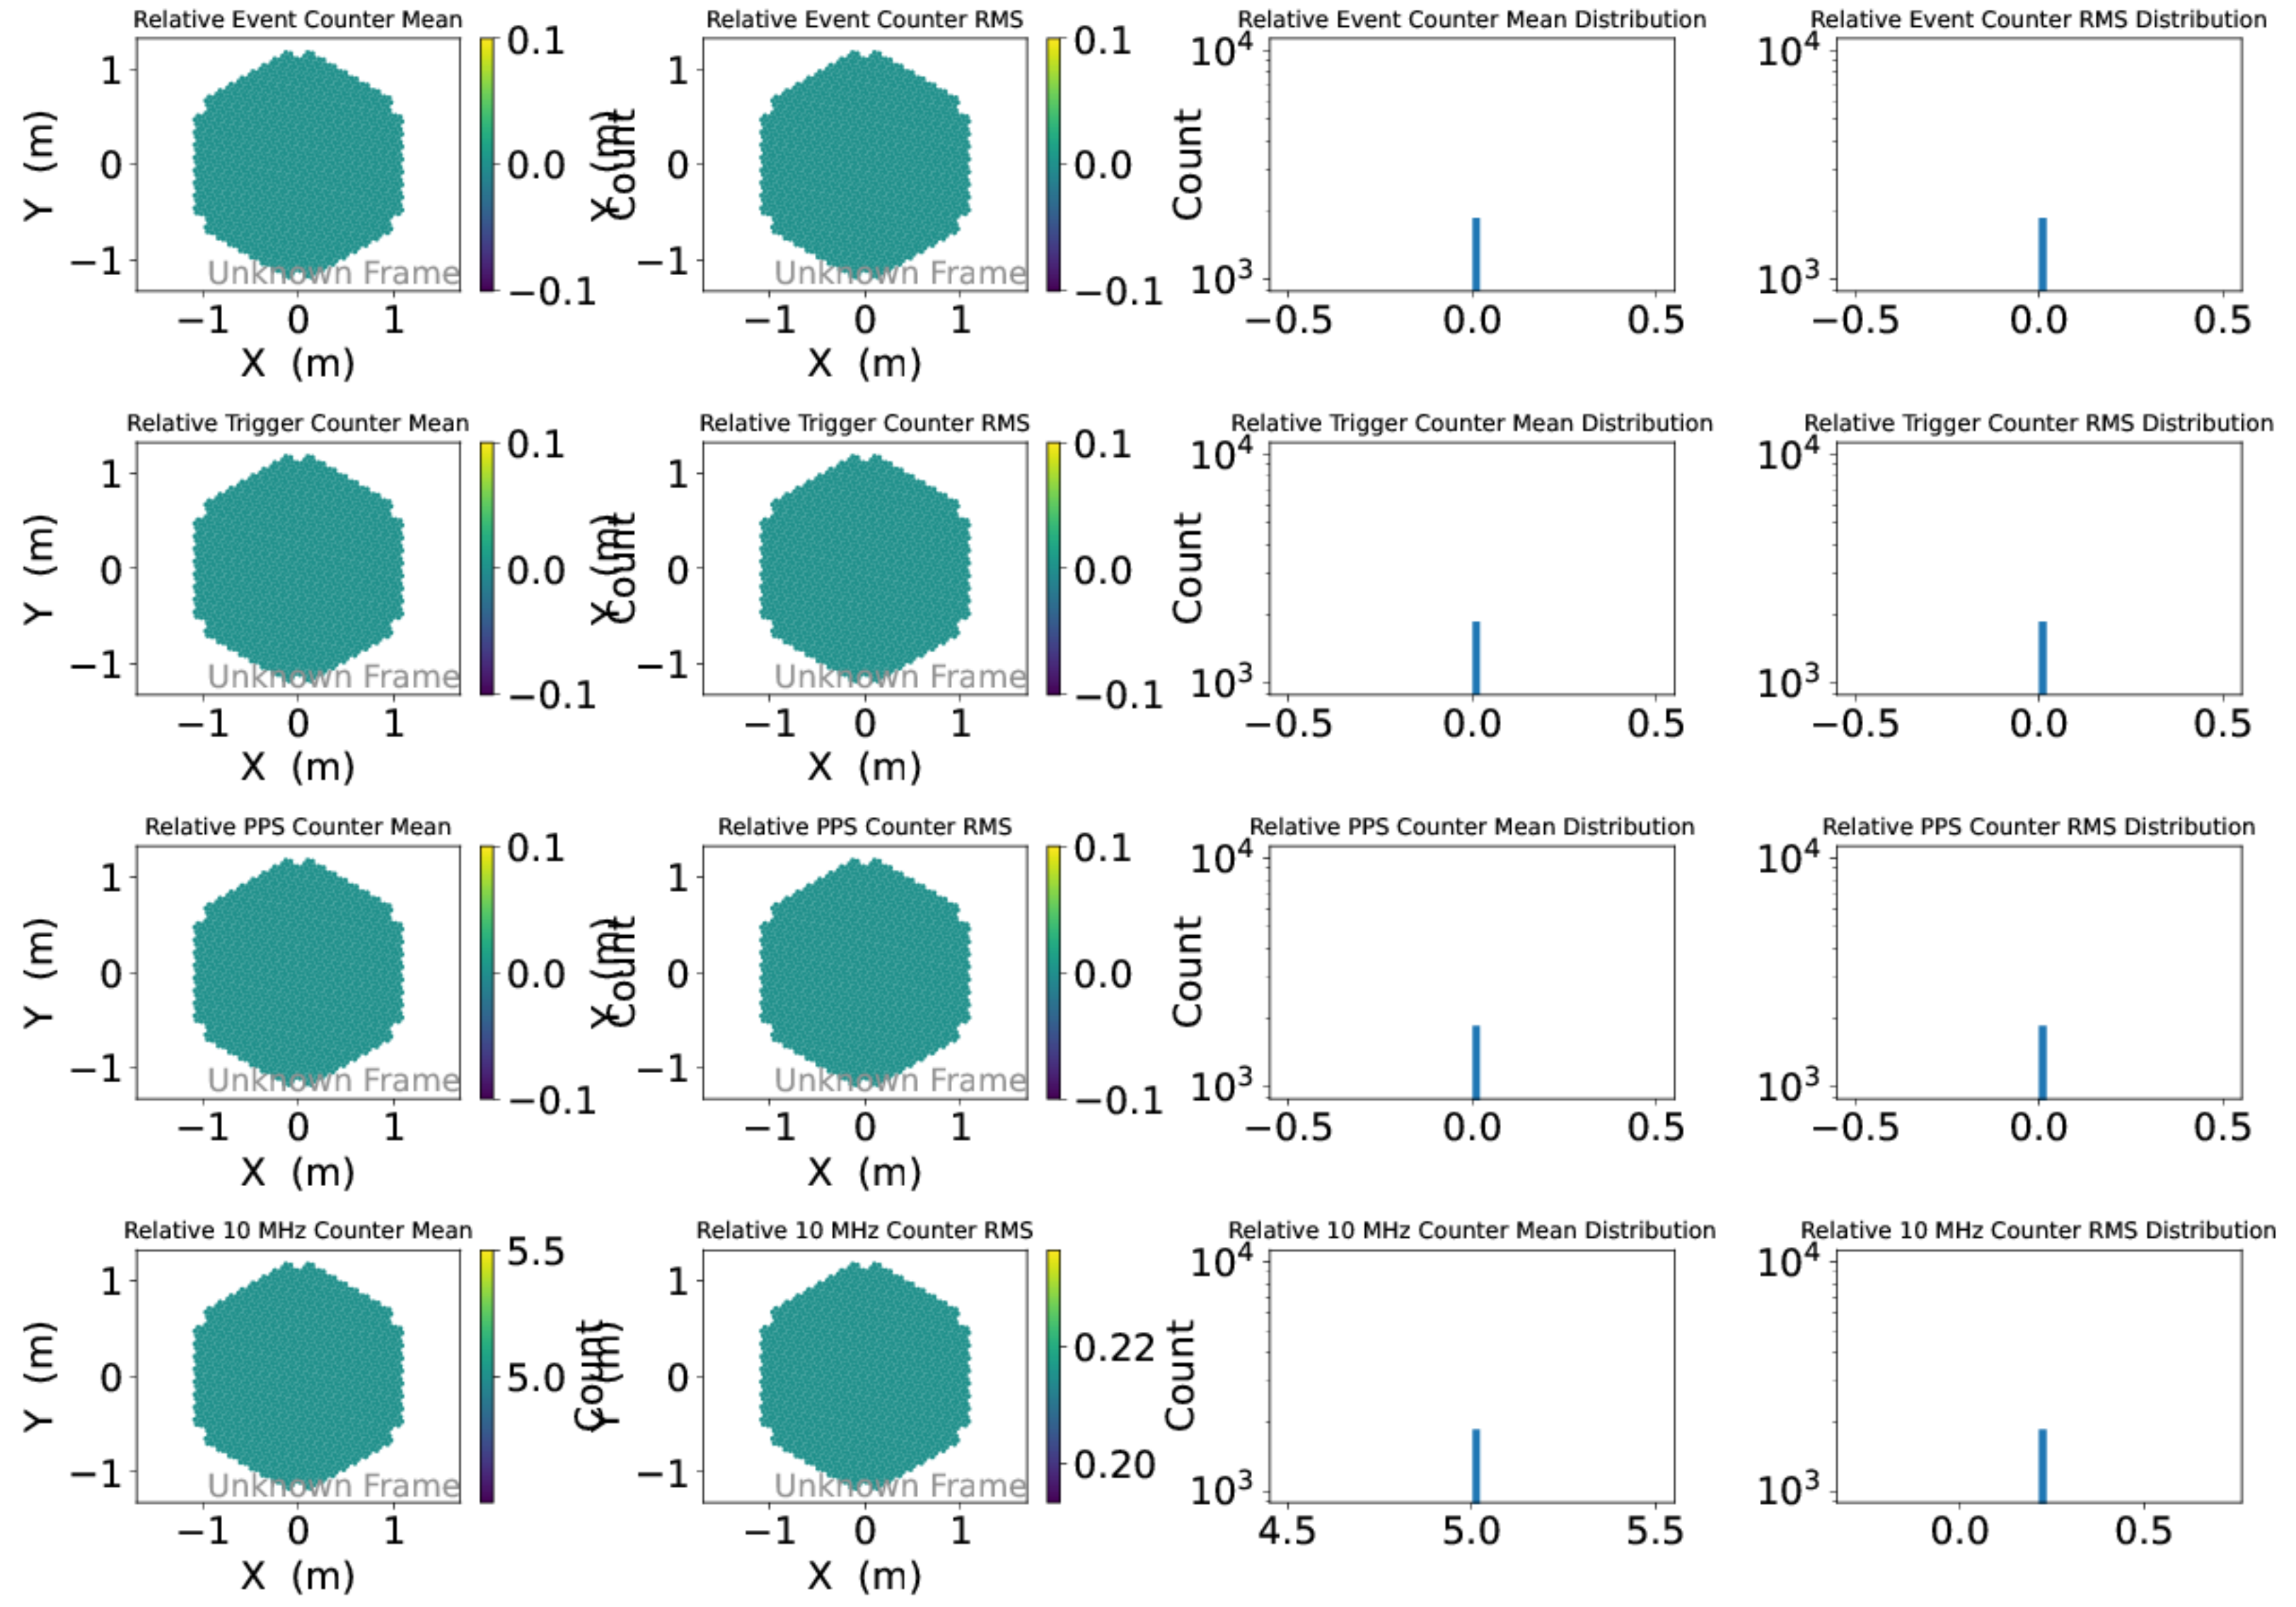 Relative Event Counter Mean
Relative Event Counter RMS
Relative Event Counter Mean Distribution
Relative Event Counter RMS Distribution
Y (m)
1
0
−1
Unknown Frame
−1 0 1
X (m)
0.1
0.0
−0.1
Count
Y (m)
1
0
−1
Unknown Frame
−1 0 1
X (m)
0.1
0.0
−0.1
Count
10⁴
10³
−0.5 0.0 0.5
10⁴
10³
−0.5 0.0 0.5
Relative Trigger Counter Mean
Relative Trigger Counter RMS
Relative Trigger Counter Mean Distribution
Relative Trigger Counter RMS Distribution
Y (m)
1
0
−1
Unknown Frame
−1 0 1
X (m)
0.1
0.0
−0.1
Count
Y (m)
1
0
−1
Unknown Frame
−1 0 1
X (m)
0.1
0.0
−0.1
Count
10⁴
10³
−0.5 0.0 0.5
10⁴
10³
−0.5 0.0 0.5
Relative PPS Counter Mean
Relative PPS Counter RMS
Relative PPS Counter Mean Distribution
Relative PPS Counter RMS Distribution
Y (m)
1
0
−1
Unknown Frame
−1 0 1
X (m)
0.1
0.0
−0.1
Count
Y (m)
1
0
−1
Unknown Frame
−1 0 1
X (m)
0.1
0.0
−0.1
Count
10⁴
10³
−0.5 0.0 0.5
10⁴
10³
−0.5 0.0 0.5
Relative 10 MHz Counter Mean
Relative 10 MHz Counter RMS
Relative 10 MHz Counter Mean Distribution
Relative 10 MHz Counter RMS Distribution
Y (m)
1
0
−1
Unknown Frame
−1 0 1
X (m)
5.5
5.0
Count
Y (m)
1
0
−1
Unknown Frame
−1 0 1
X (m)
0.22
0.20
Count
10⁴
10³
4.5 5.0 5.5
10⁴
10³
0.0 0.5